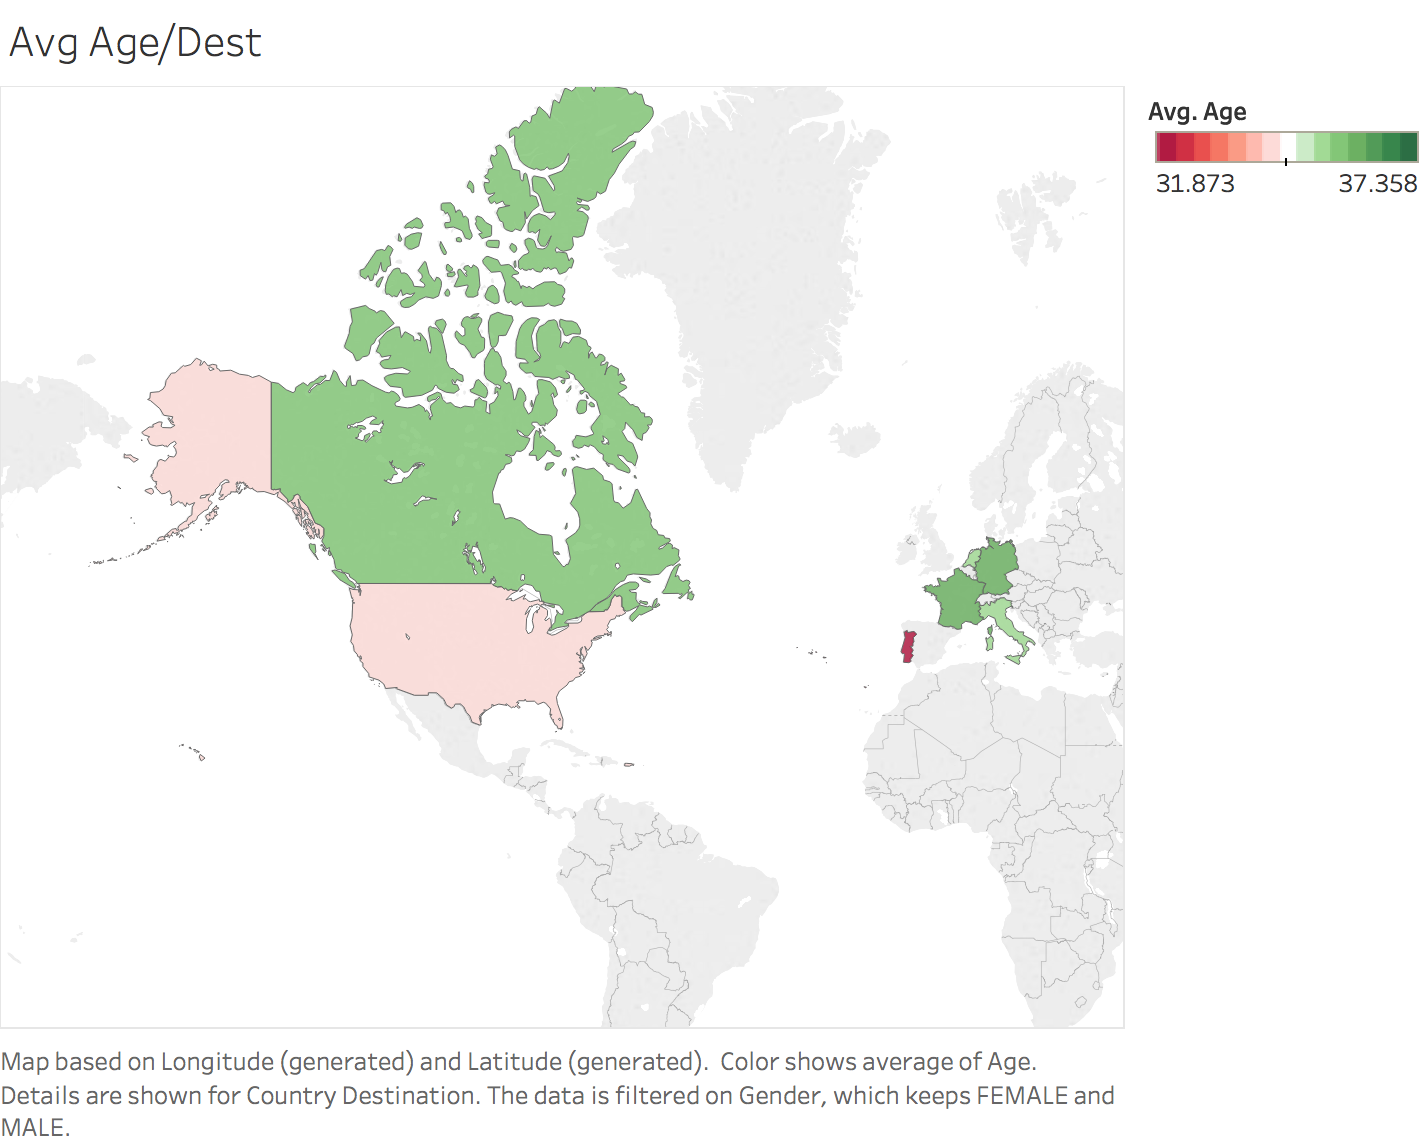 Avg Age/Dest
Avg. Age
31.873 37.358
Map based on Longitude (generated) and Latitude (generated).  Color shows average of Age.
Details are shown for Country Destination. The data is filtered on Gender, which keeps FEMALE and
MALE.